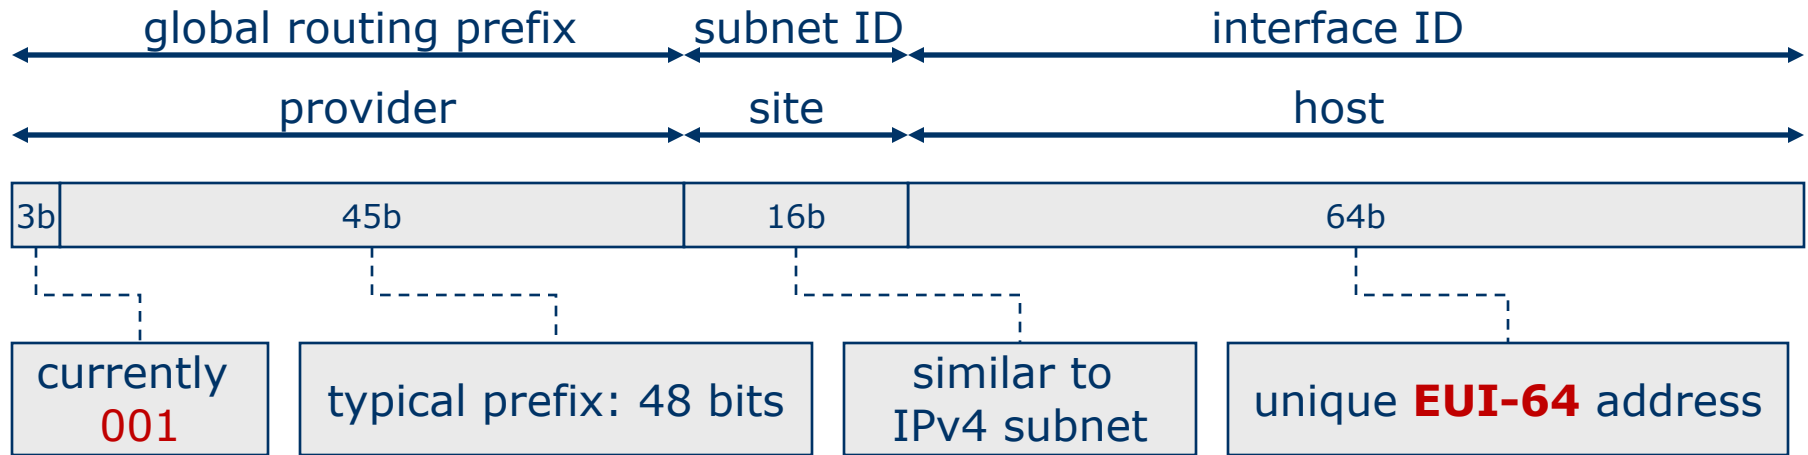 global routing prefix subnet ID interface ID
provider site host
3b 45b 16b 64b
currently
001
typical prefix: 48 bits
similar to
IPv4 subnet
unique EUI-64 address